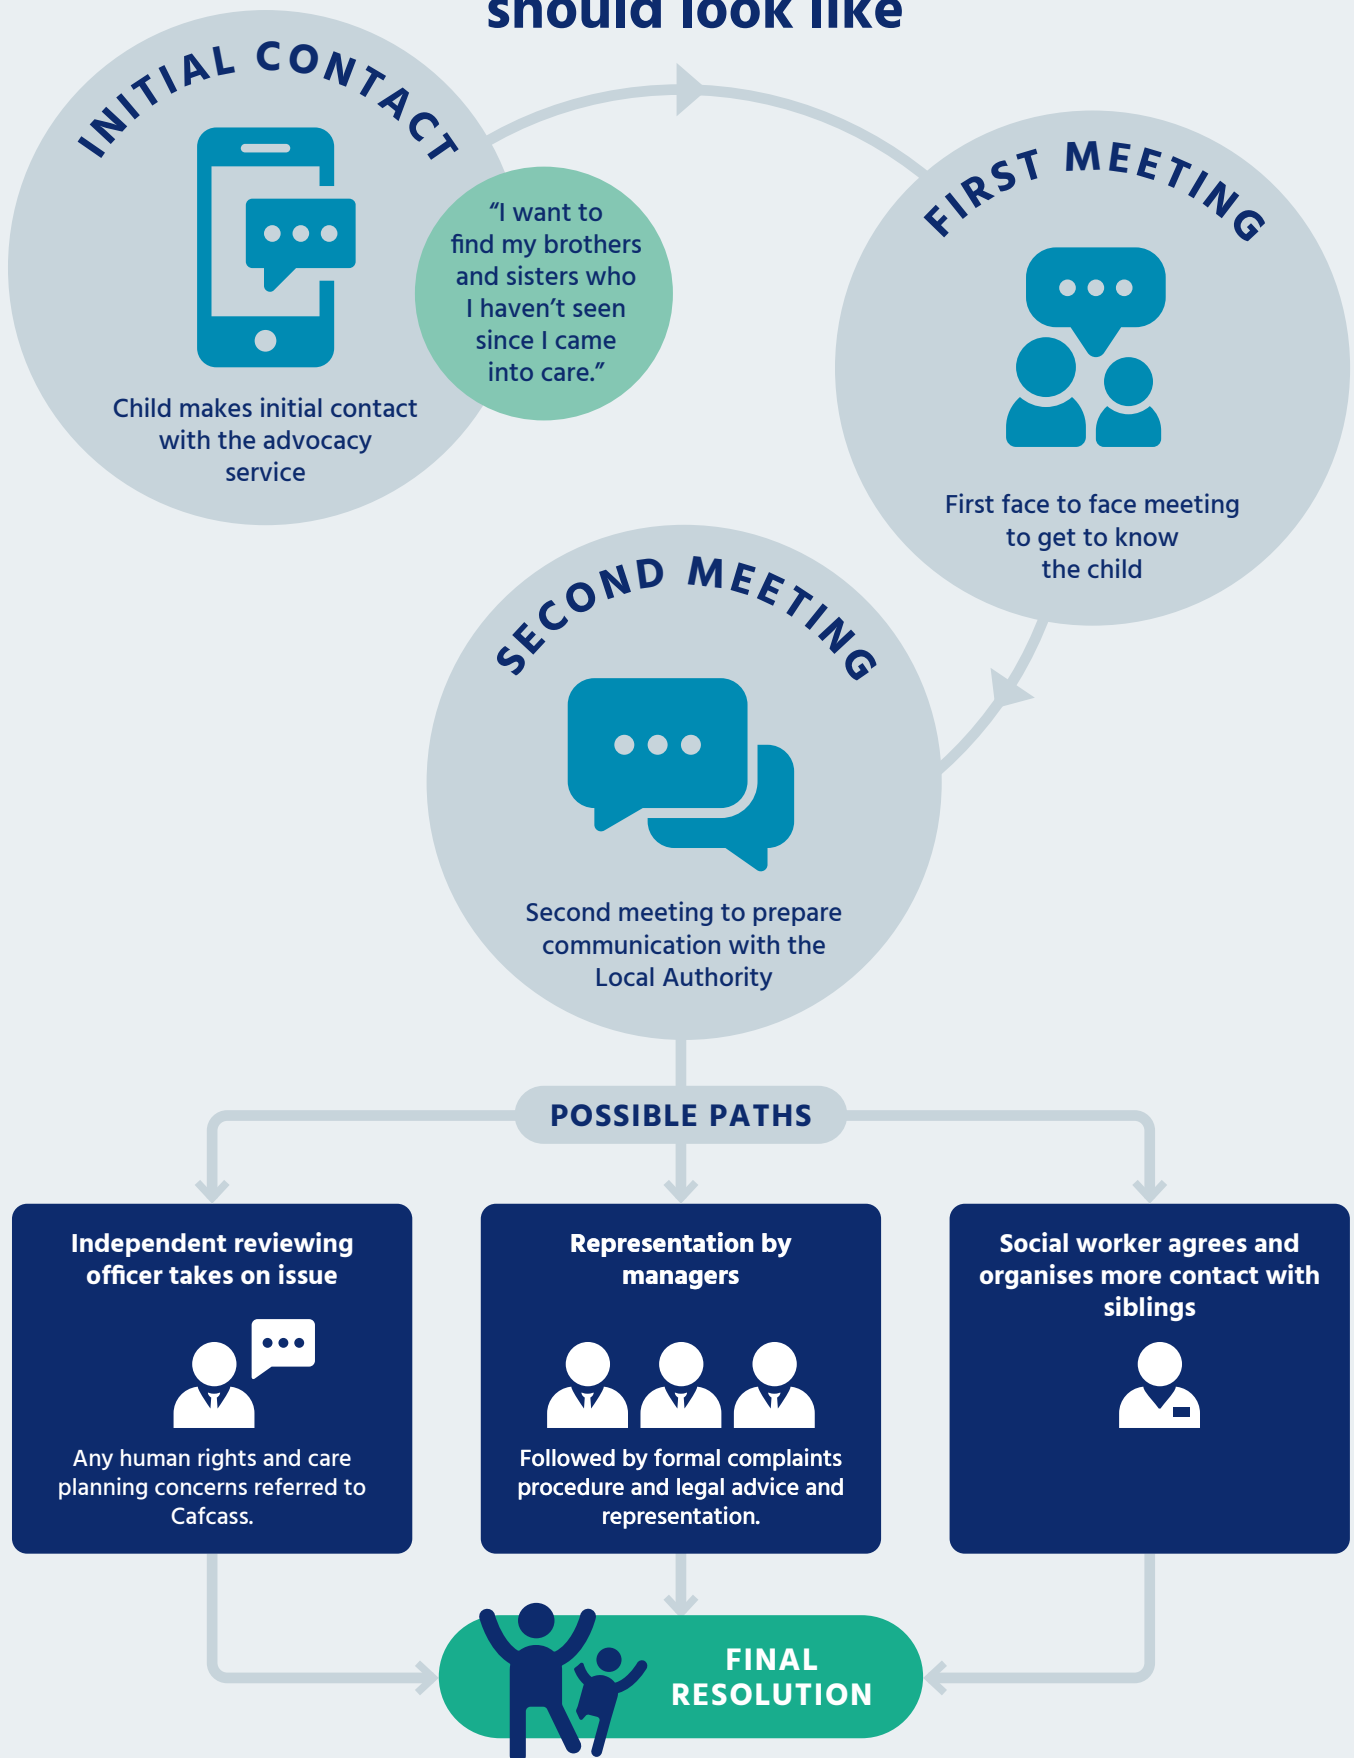 should look like
INITIAL CONTACT
"I want to
find my brothers
and sisters who
I haven't seen
since I came
into care."
Child makes initial contact
with the advocacy
service
FIRST MEETING
First face to face meeting
to get to know
the child
SECOND MEETING
Second meeting to prepare
communication with the
Local Authority
POSSIBLE PATHS
Independent reviewing
officer takes on issue
Any human rights and care
planning concerns referred to
Cafcass.
Representation by
managers
Followed by formal complaints
procedure and legal advice and
representation.
Social worker agrees and
organises more contact with
siblings
FINAL
RESOLUTION